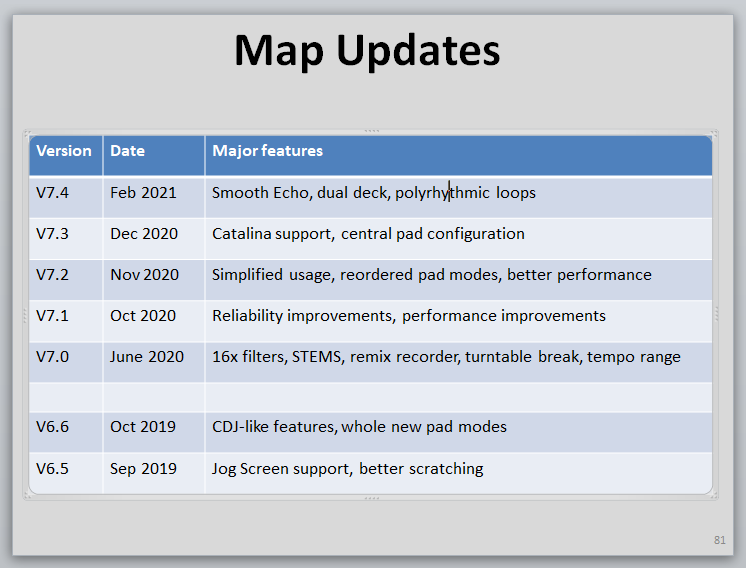 Map Updates
Version Date Major features
V7.4 Feb 2021 Smooth Echo, dual deck, polyrhythmic loops
V7.3 Dec 2020 Catalina support, central pad configuration
V7.2 Nov 2020 Simplified usage, reordered pad modes, better performance
V7.1 Oct 2020 Reliability improvements, performance improvements
V7.0 June 2020 16x filters, STEMS, remix recorder, turntable break, tempo range
V6.6 Oct 2019 CDJ-like features, whole new pad modes
V6.5 Sep 2019 Jog Screen support, better scratching
81